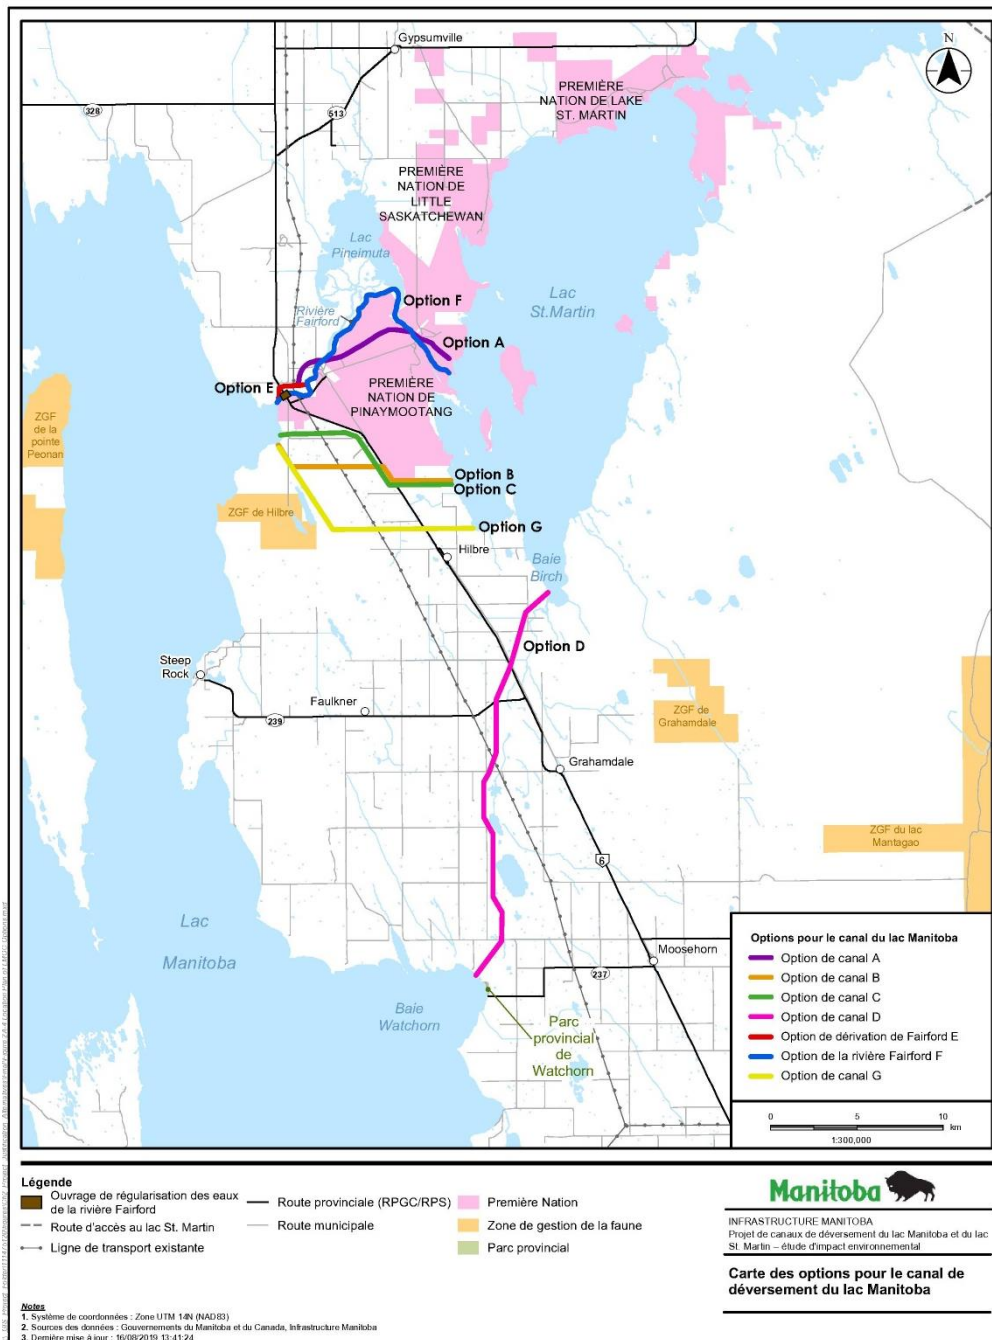 Gypsumville
N
PREMIÈRE
NATION DE LAKE
ST. MARTIN
328
513
PREMIÈRE
NATION DE
LITTLE
SASKATCHEWAN
Lac
Pineimuta
Option F
Lac
St.Martin
Rivière
Fairford
Option A
Option E
PREMIÈRE
NATION DE
PINAYMOOTANG
ZGF
de la
pointe
Peonan
Option B
Option C
ZGF de Hilbre
Option G
Hilbre
Baie
Birch
Option D
Steep
Rock
Faulkner
239
ZGF de
Grahamdale
Grahamdale
ZGF du lac
Mantagao
6
Lac
Manitoba
Moosehorn
237
Baie
Watchorn
Parc
provincial
de
Watchorn
Options pour le canal du lac Manitoba
Option de canal A
Option de canal B
Option de canal C
Option de canal D
Option de dérivation de Fairford E
Option de la rivière Fairford F
Option de canal G
0 5 10
km
1:300,000
Légende
Ouvrage de régularisation des eaux
de la rivière Fairford
Route d'accès au lac St. Martin
Ligne de transport existante
Route provinciale (RPGC/RPS)
Route municipale
Première Nation
Zone de gestion de la faune
Parc provincial
Manitoba
INFRASTRUCTURE MANITOBA
Projet de canaux de déversement du lac Manitoba et du lac
St. Martin – étude d'impact environnemental
Carte des options pour le canal de
déversement du lac Manitoba
Notes
1. Système de coordonnées : Zone UTM 14N (NAD83)
2. Sources des données : Gouvernements du Manitoba et du Canada, Infrastructure Manitoba
3. Dernière mise à jour : 16/08/2019 13:41:24